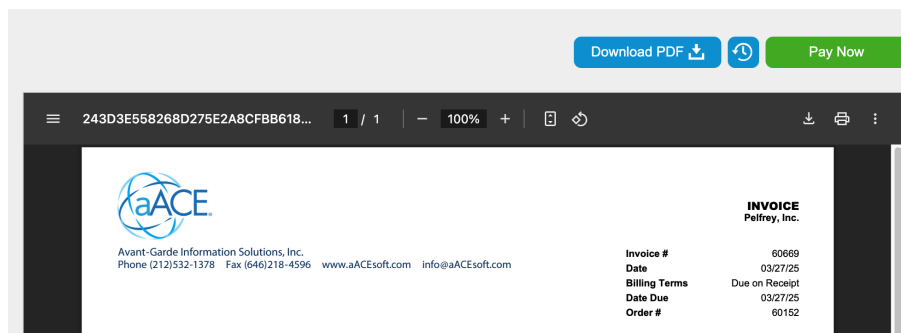 Download PDF
Pay Now
243D3E558268D275E2A8CFBB618...
1 / 1
100%
aACE.
INVOICE
Pelfrey, Inc.
Avant-Garde Information Solutions, Inc.
Phone (212)532-1378 Fax (646)218-4596 www.aACEsoft.com info@aACEsoft.com
Invoice # 60669
Date 03/27/25
Billing Terms Due on Receipt
Date Due 03/27/25
Order # 60152